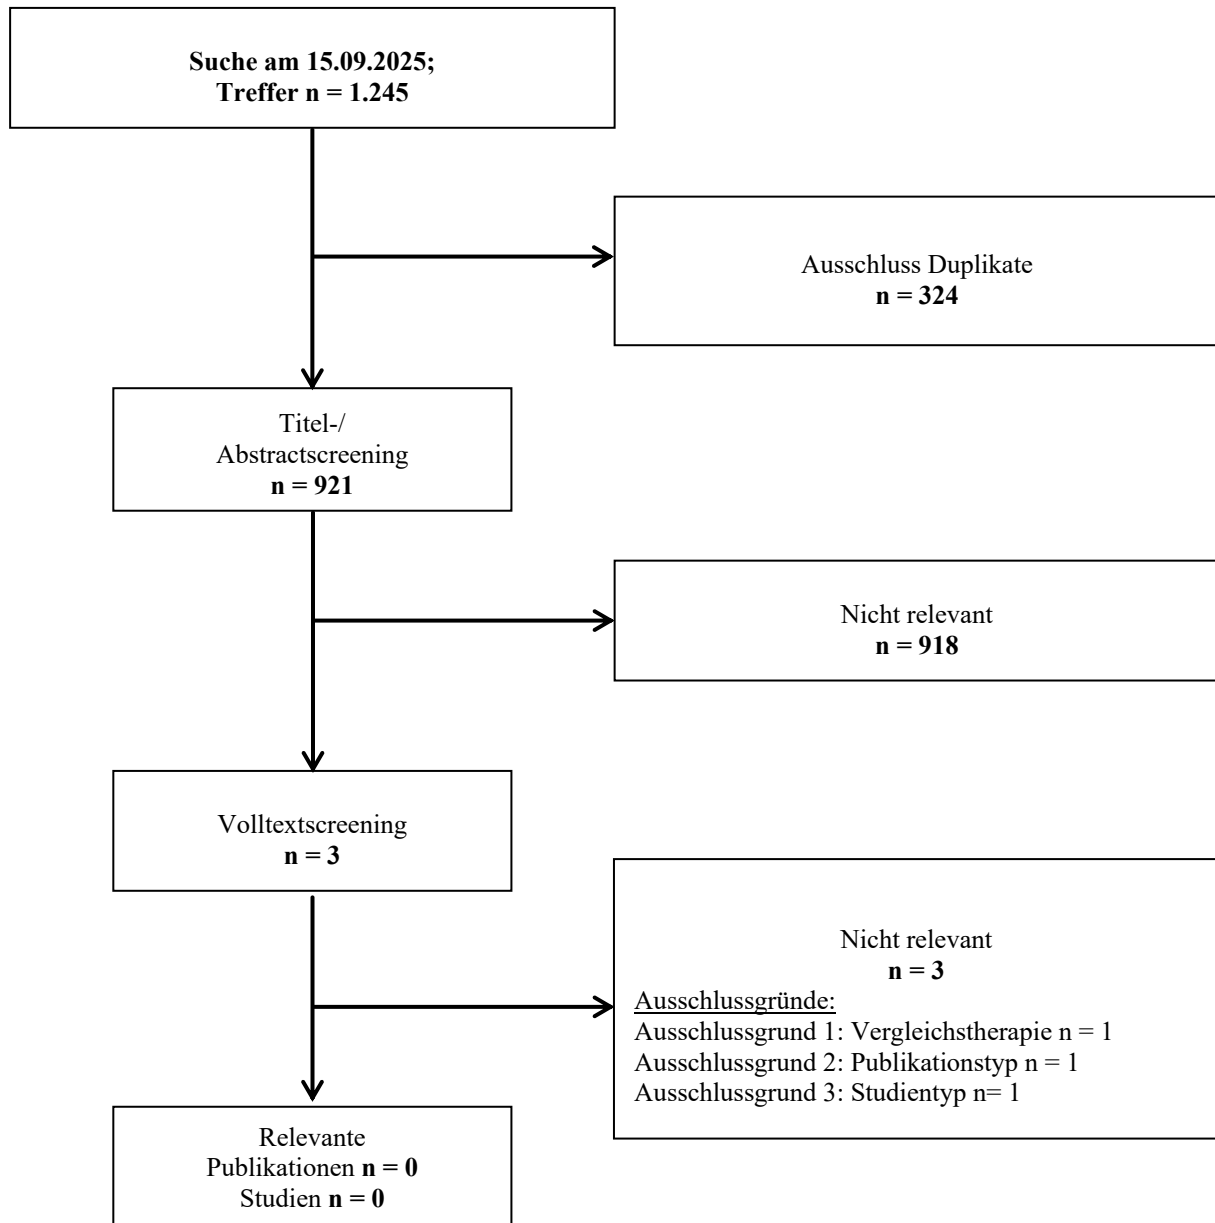 Suche am 15.09.2025;
Treffer n = 1.245
Ausschluss Duplikate
n = 324
Titel-/
Abstractscreening
n = 921
Nicht relevant
n = 918
Volltextscreening
n = 3
Nicht relevant
n = 3
Ausschlussgründe:
Ausschlussgrund 1: Vergleichstherapie n = 1
Ausschlussgrund 2: Publikationstyp n = 1
Ausschlussgrund 3: Studientyp n= 1
Relevante
Publikationen n = 0
Studien n = 0